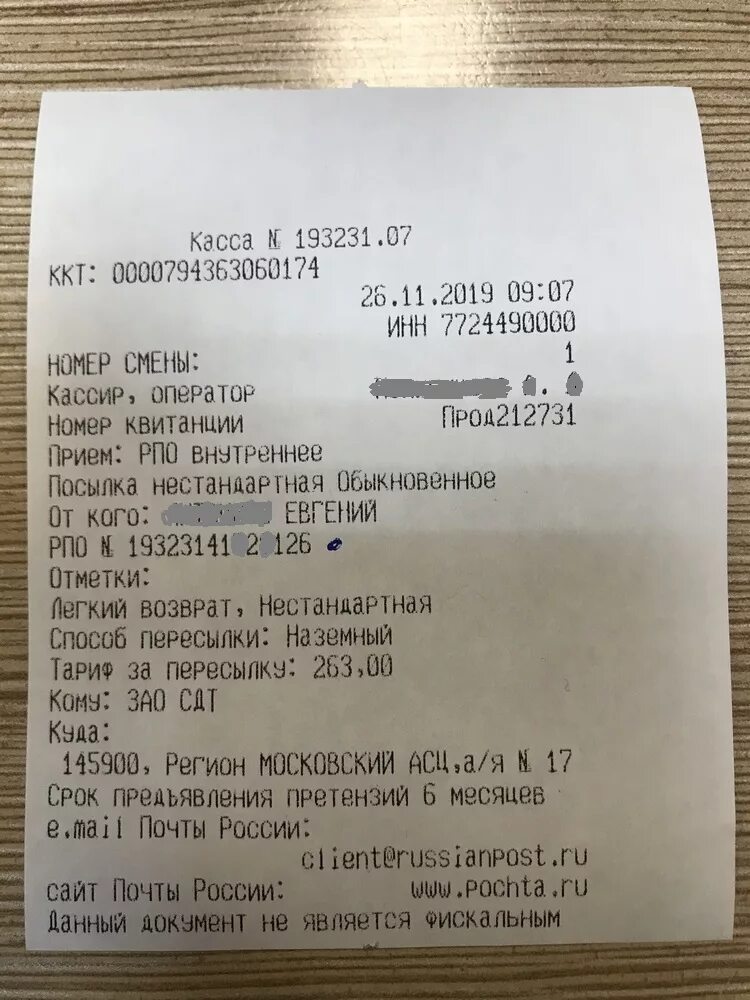 Касса № 193231.07
ККТ: 0000794363060174
26.11.2019 09:07
ИНН 7724490000
НОМЕР СМЕНЫ: 1
Кассир, оператор
Номер квитанции Прод212731
Прием: РПО внутреннее
Посылка нестандартная Обыкновенное
От кого: ЕВГЕНИЙ
РПО № 19323141 2 126
Отметки:
Легкий возврат, Нестандартная
Способ пересылки: Наземный
Тариф за пересылку: 263,00
Кому: ЗАО СДТ
Куда:
145900, Регион МОСКОВСКИЙ АСЦ,а/я № 17
Срок предъявления претензий 6 месяцев
e.mail Почты России:
client@russianpost.ru
сайт Почты России: www.pochta.ru
Данный документ не является фискальным